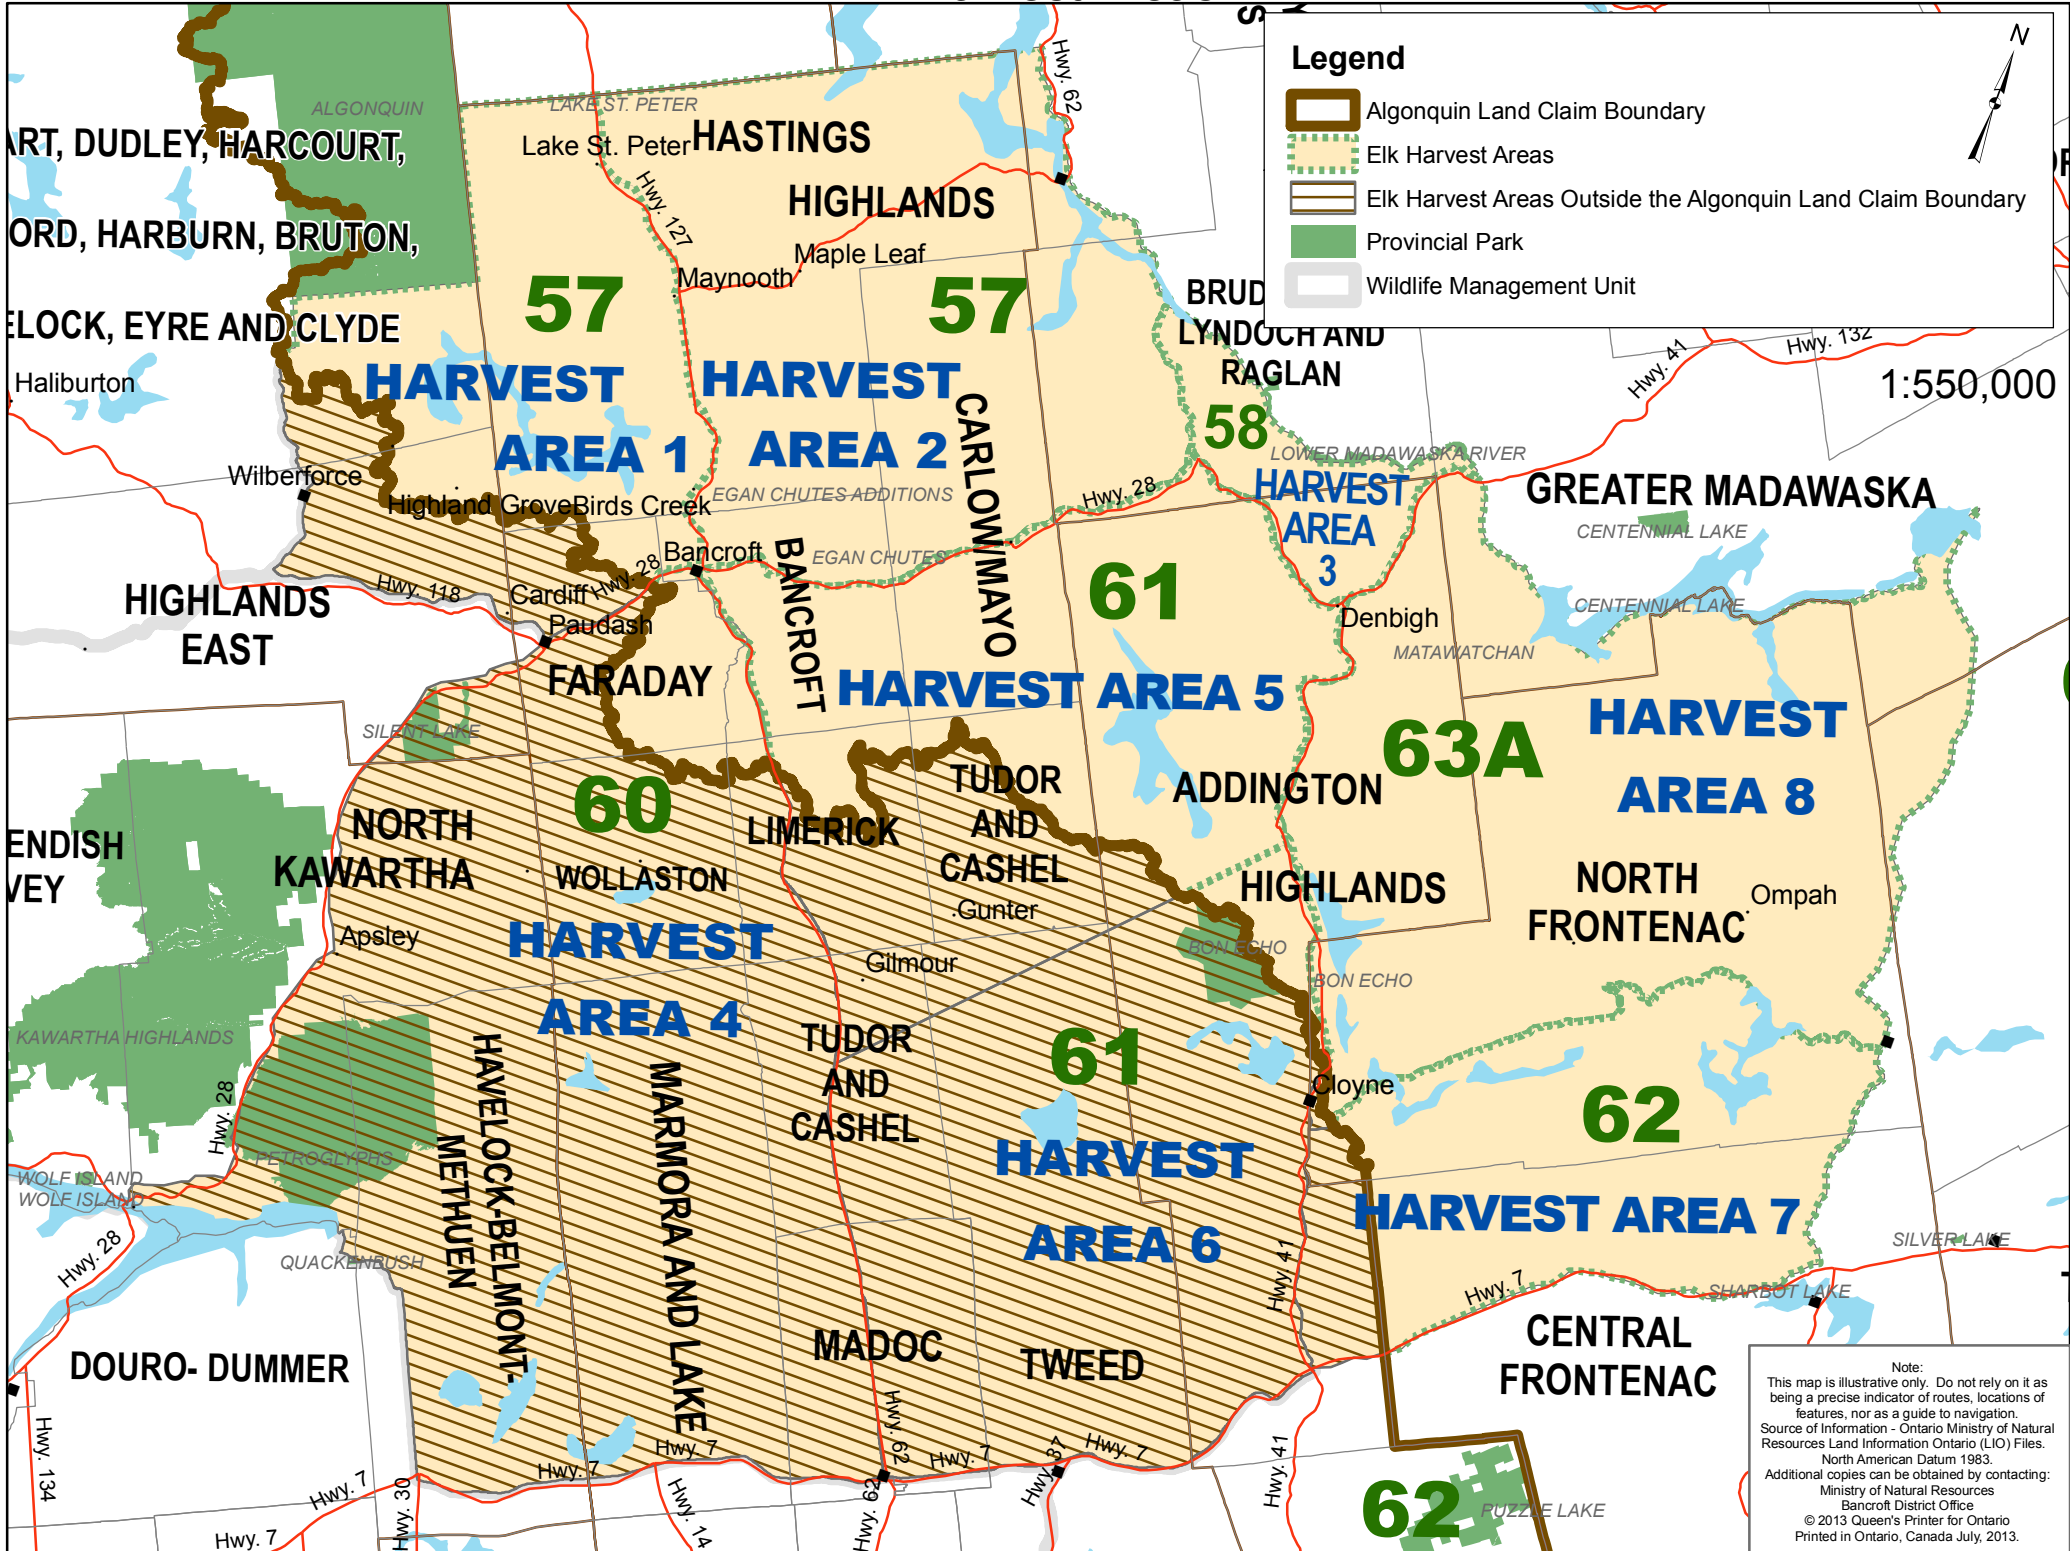 Legend
N
Algonquin Land Claim Boundary
Elk Harvest Areas
Elk Harvest Areas Outside the Algonquin Land Claim Boundary
Provincial Park
Wildlife Management Unit
1:550,000
ALGONQUIN
LAKE ST. PETER
Lake St. Peter
HASTINGS
HIGHLANDS
Hwy. 62
Hwy. 127
ART, DUDLEY, HARCOURT,
ORD, HARBURN, BRUTON,
ELOCK, EYRE AND CLYDE
Maple Leaf
Maynooth
57
57
BRUD
LYNDOCH AND
RAGLAN
58
Hwy. 41
Hwy. 132
Haliburton
HARVEST
AREA 1
HARVEST
AREA 2
CARLOW/MAYO
LOWER MADAWASKA RIVER
HARVEST
AREA
3
GREATER MADAWASKA
CENTENNIAL LAKE
Wilberforce
Highland Grove
Birds Creek
EGAN CHUTES ADDITIONS
Hwy. 28
Bancroft
BANCROFT
EGAN CHUTES
Hwy. 118
Cardiff
Hwy. 28
Paudash
61
Denbigh
MATAWATCHAN
CENTENNIAL LAKE
HIGHLANDS
EAST
FARADAY
HARVEST AREA 5
SILENT LAKE
63A
HARVEST
AREA 8
60
TUDOR
AND
CASHEL
ADDINGTON
HIGHLANDS
NORTH
KAWARTHA
LIMERICK
WOLLASTON
Gunter
NORTH
FRONTENAC
Ompah
ENDISH
VEY
Apsley
HARVEST
AREA 4
Gilmour
BON ECHO
BON ECHO
KAWARTHA HIGHLANDS
TUDOR
AND
CASHEL
61
Cloyne
62
Hwy. 28
PETROGLYPHS
HAVELOCK-BELMONT-
METHUEN
MARMORA AND LAKE
HARVEST
AREA 6
HARVEST AREA 7
WOLF ISLAND
WOLF ISLAND
Hwy. 28
QUACKENBUSH
Hwy. 41
Hwy. 7
SILVER LAKE
SHARBOT LAKE
DOURO- DUMMER
MADOC
TWEED
CENTRAL
FRONTENAC
Hwy. 134
Hwy. 7
Hwy. 7
Hwy. 30
Hwy. 7
Hwy. 7
Hwy. 14
Hwy. 62
Hwy. 62
Hwy. 7
Hwy. 37
Hwy. 7
Hwy. 41
62
PUZZLE LAKE
Note:
This map is illustrative only. Do not rely on it as
being a precise indicator of routes, locations of
features, nor as a guide to navigation.
Source of Information - Ontario Ministry of Natural
Resources Land Information Ontario (LIO) Files.
North American Datum 1983.
Additional copies can be obtained by contacting:
Ministry of Natural Resources
Bancroft District Office
© 2013 Queen's Printer for Ontario
Printed in Ontario, Canada July, 2013.